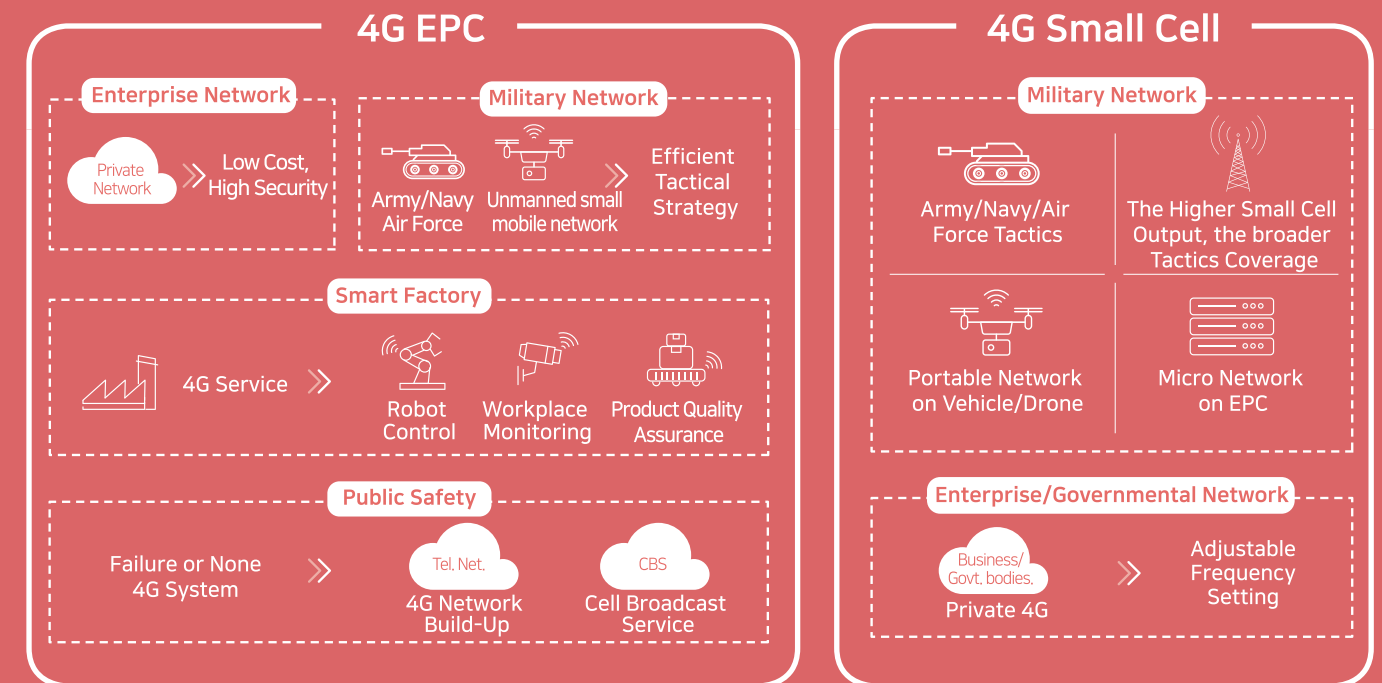 4G EPC
Enterprise Network
Private
Network
Low Cost,
High Security
Military Network
Army/Navy
Air Force
Unmanned small
mobile network
Efficient
Tactical
Strategy
Smart Factory
4G Service
Robot
Control
Workplace
Monitoring
Product Quality
Assurance
Public Safety
Failure or None
4G System
Tel. Net.
4G Network
Build-Up
CBS
Cell Broadcast
Service
4G Small Cell
Military Network
Army/Navy/Air
Force Tactics
The Higher Small Cell
Output, the broader
Tactics Coverage
Portable Network
on Vehicle/Drone
Micro Network
on EPC
Enterprise/Governmental Network
Business/
Govt. bodies.
Private 4G
Adjustable
Frequency
Setting